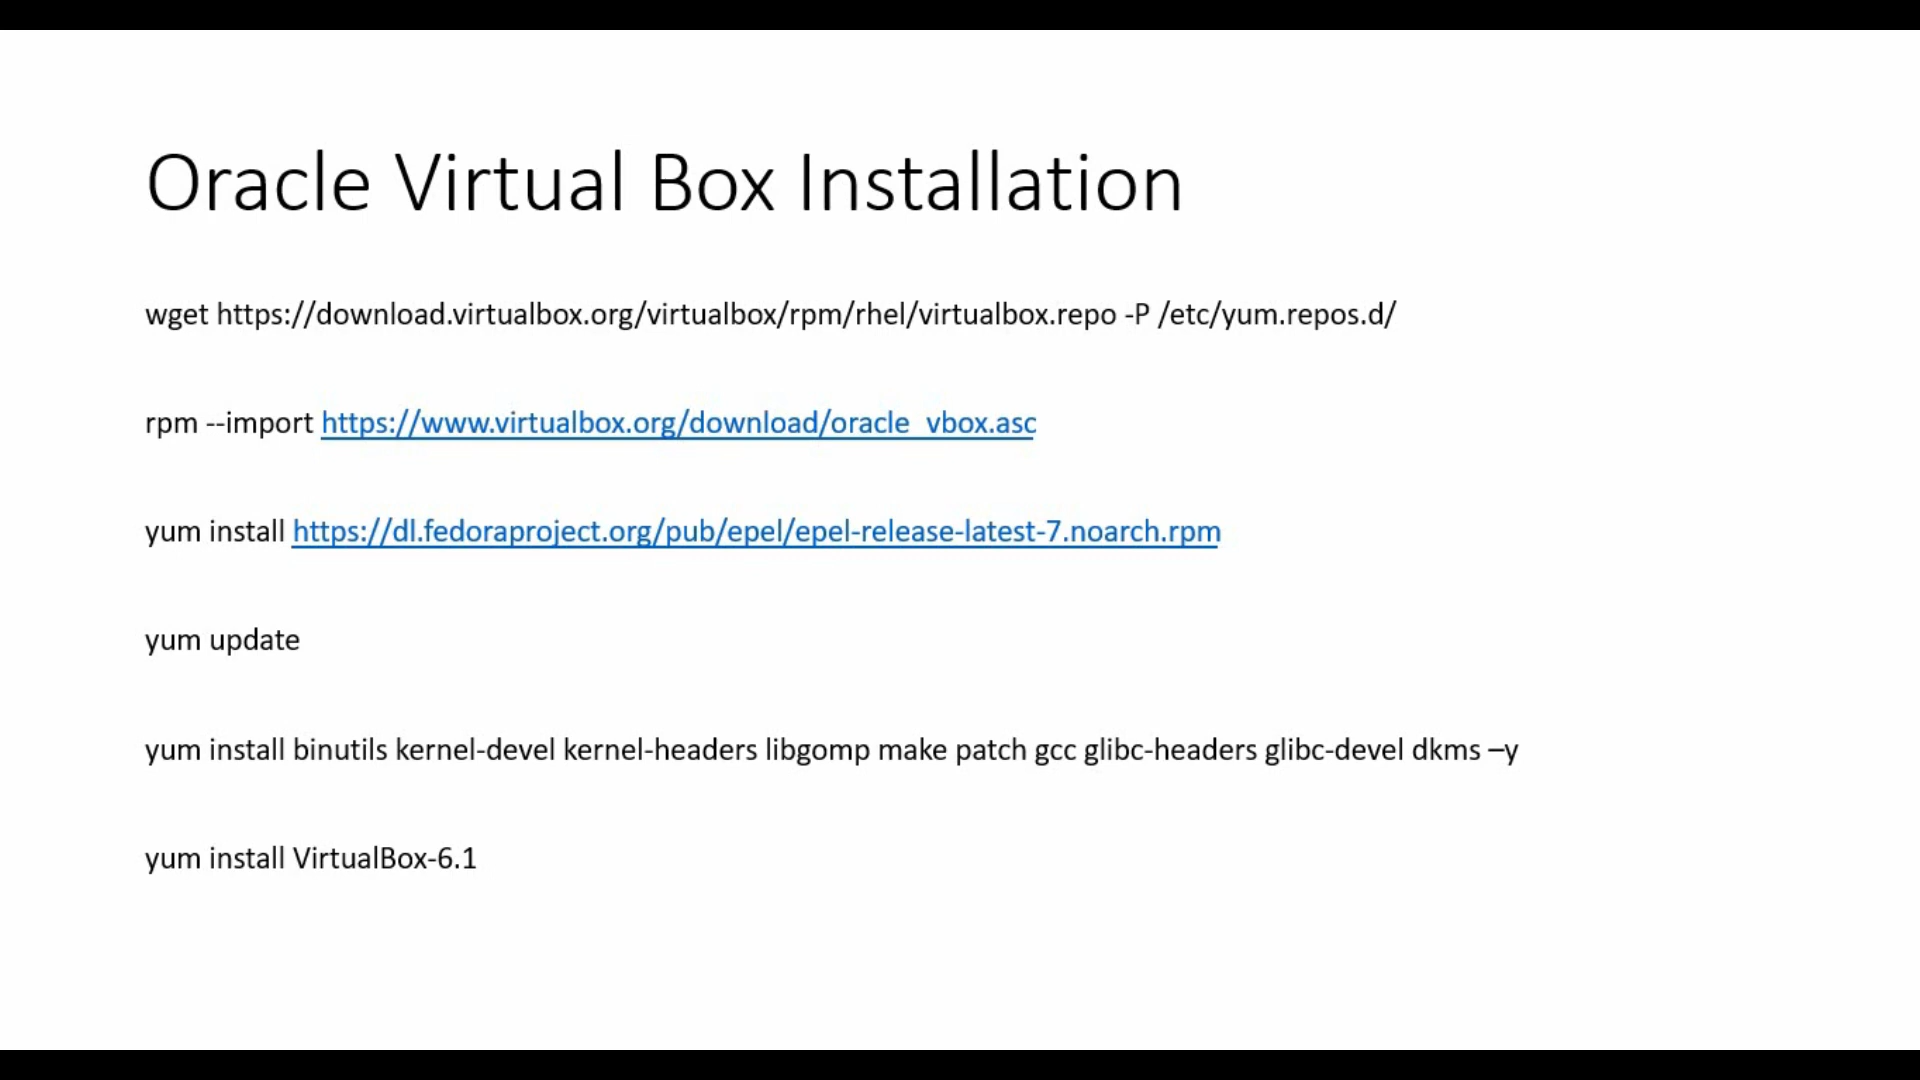 Oracle Virtual Box Installation
wget https://download.virtualbox.org/virtualbox/rpm/rhel/virtualbox.repo -P /etc/yum.repos.d/
rpm --import https://www.virtualbox.org/download/oracle_vbox.asc
yum install https://dl.fedoraproject.org/pub/epel/epel-release-latest-7.noarch.rpm
yum update
yum install binutils kernel-devel kernel-headers libgomp make patch gcc glibc-headers glibc-devel dkms –y
yum install VirtualBox-6.1